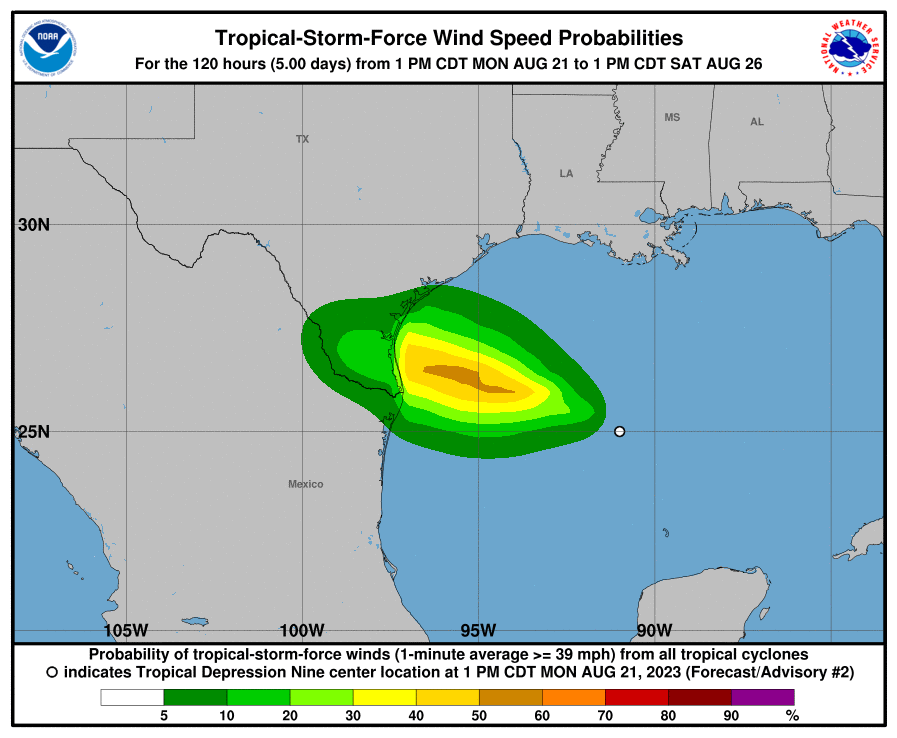 Tropical-Storm-Force Wind Speed Probabilities
For the 120 hours (5.00 days) from 1 PM CDT MON AUG 21 to 1 PM CDT SAT AUG 26
NOAA
NATIONAL WEATHER SERVICE
MS
AL
TX
LA
30N
25N
Mexico
105W 100W 95W 90W
Probability of tropical-storm-force winds (1-minute average >= 39 mph) from all tropical cyclones
indicates Tropical Depression Nine center location at 1 PM CDT MON AUG 21, 2023 (Forecast/Advisory #2)
5 10 20 30 40 50 60 70 80 90 %